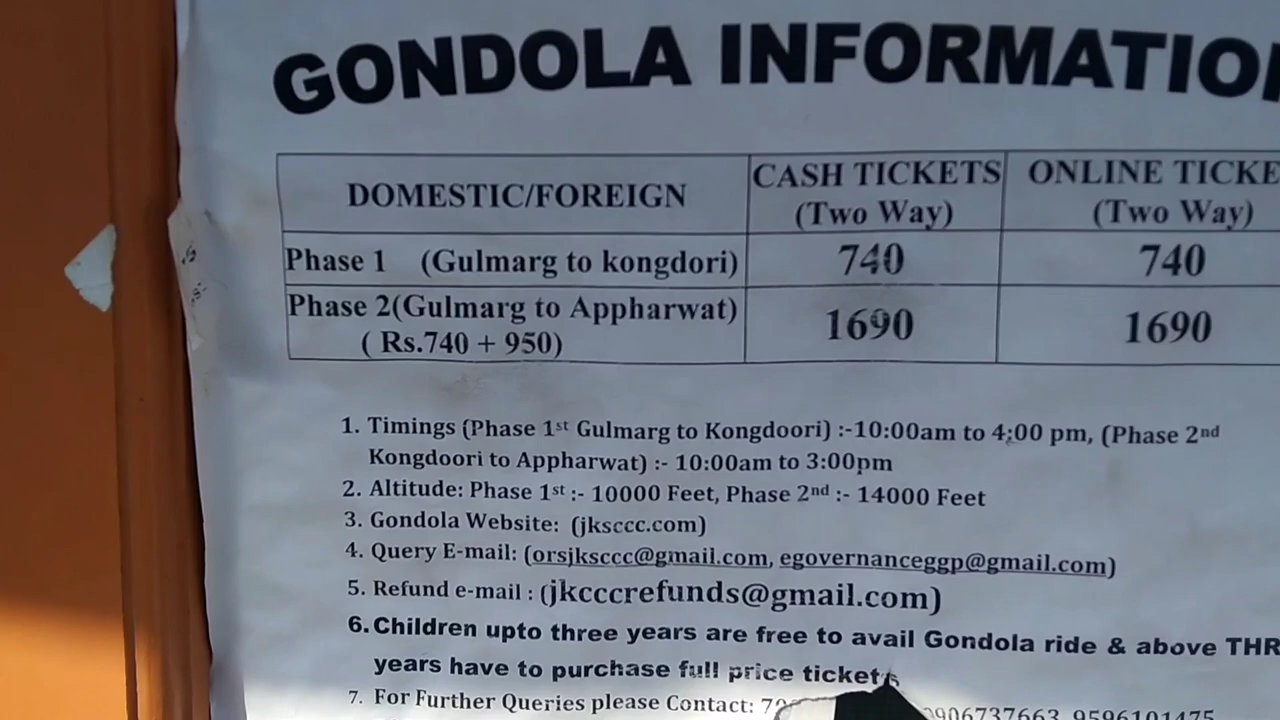 GONDOLA INFORMATIO
DOMESTIC/FOREIGN
CASH TICKETS
(Two Way)
ONLINE TICKE
(Two Way)
Phase 1 (Gulmarg to kongdori)
740
740
Phase 2(Gulmarg to Appharwat)
( Rs.740 + 950)
1690
1690
1. Timings (Phase 1st Gulmarg to Kongdoori) :-10:00am to 4:00 pm, (Phase 2nd
Kongdoori to Appharwat) :- 10:00am to 3:00pm
2. Altitude: Phase 1st :- 10000 Feet, Phase 2nd :- 14000 Feet
3. Gondola Website: (jksccc.com)
4. Query E-mail: (orsjksccc@gmail.com, egovernanceggp@gmail.com)
5. Refund e-mail : (jkcccrefunds@gmail.com)
6. Children upto three years are free to avail Gondola ride & above THR
years have to purchase full price tickets
7. For Further Queries please Contact: 9596101475